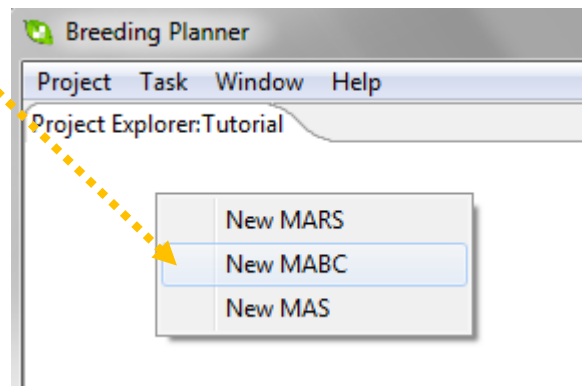 Breeding Planner
Project Task Window Help
Project Explorer:Tutorial
New MARS
New MABC
New MAS